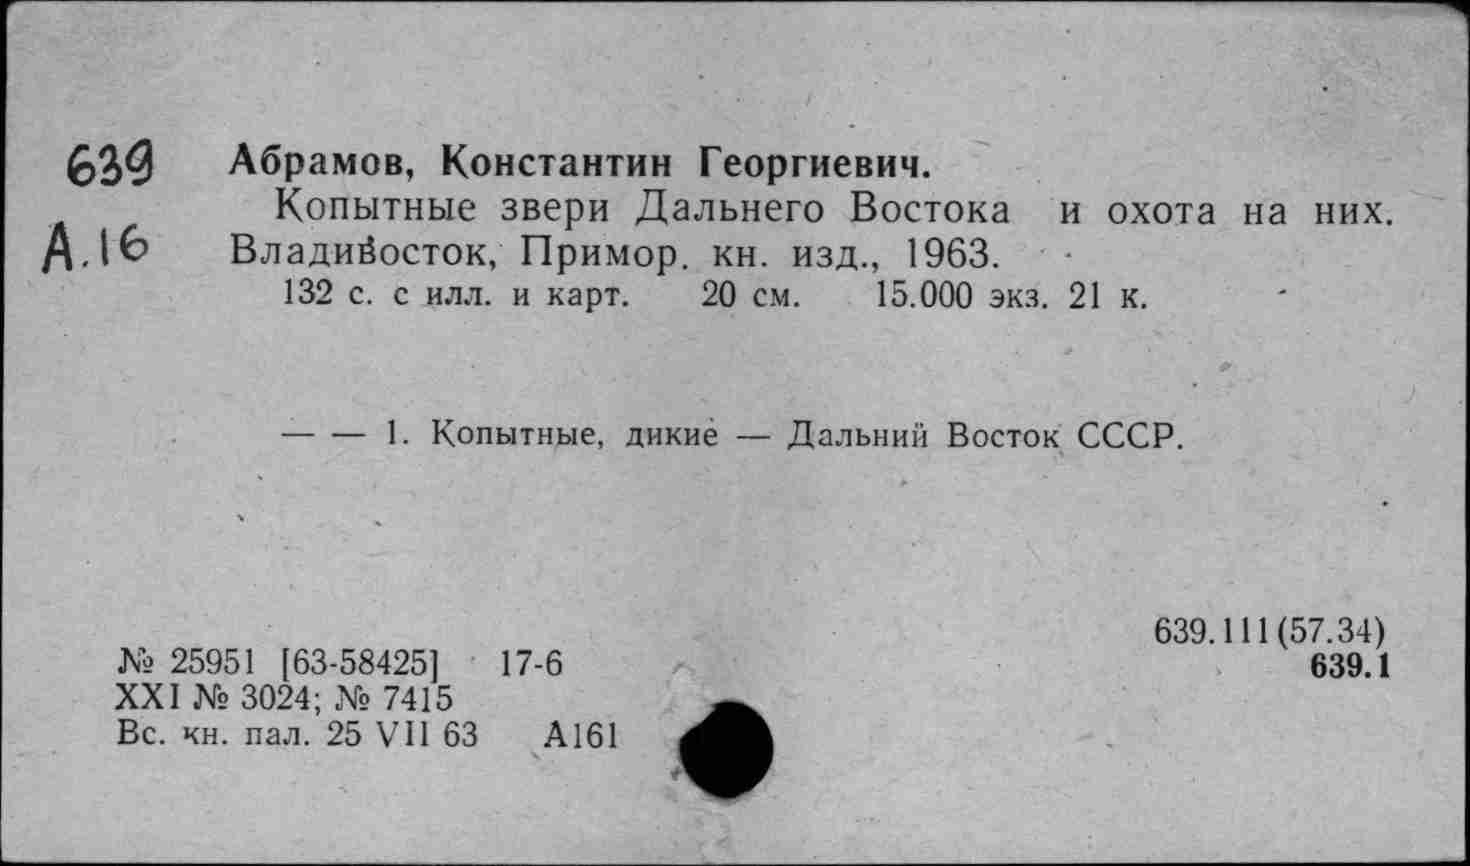 639
Абрамов, Константин Георгиевич.
Копытные звери Дальнего Востока и охота на них.
А.16
Владивосток, Примор. кн. изд., 1963.
132 с. с илл. и карт. 20 см. 15.000 экз. 21 к.
— — 1. Копытные, дикие — Дальний Восток СССР.
639.111(57.34)
639.1
№ 25951 [63-58425] 17-6
XXI № 3024; № 7415
Вс. кн. пал. 25 VII 63 А161